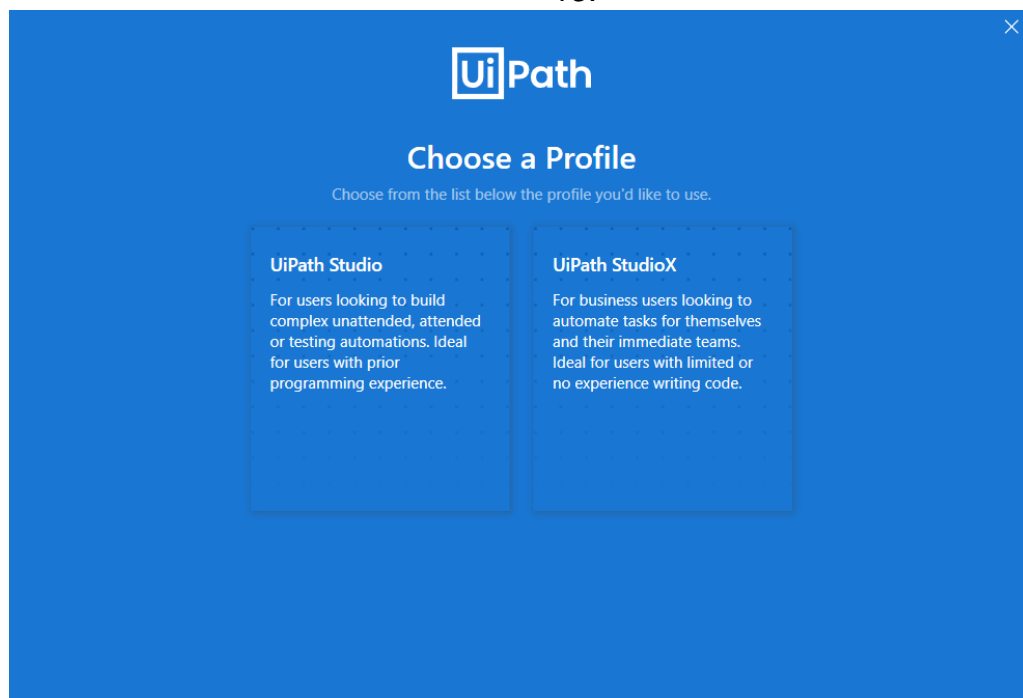 UiPath
Choose a Profile
Choose from the list below the profile you'd like to use.
UiPath Studio
For users looking to build
complex unattended, attended
or testing automations. Ideal
for users with prior
programming experience.
UiPath StudioX
For business users looking to
automate tasks for themselves
and their immediate teams.
Ideal for users with limited or
no experience writing code.